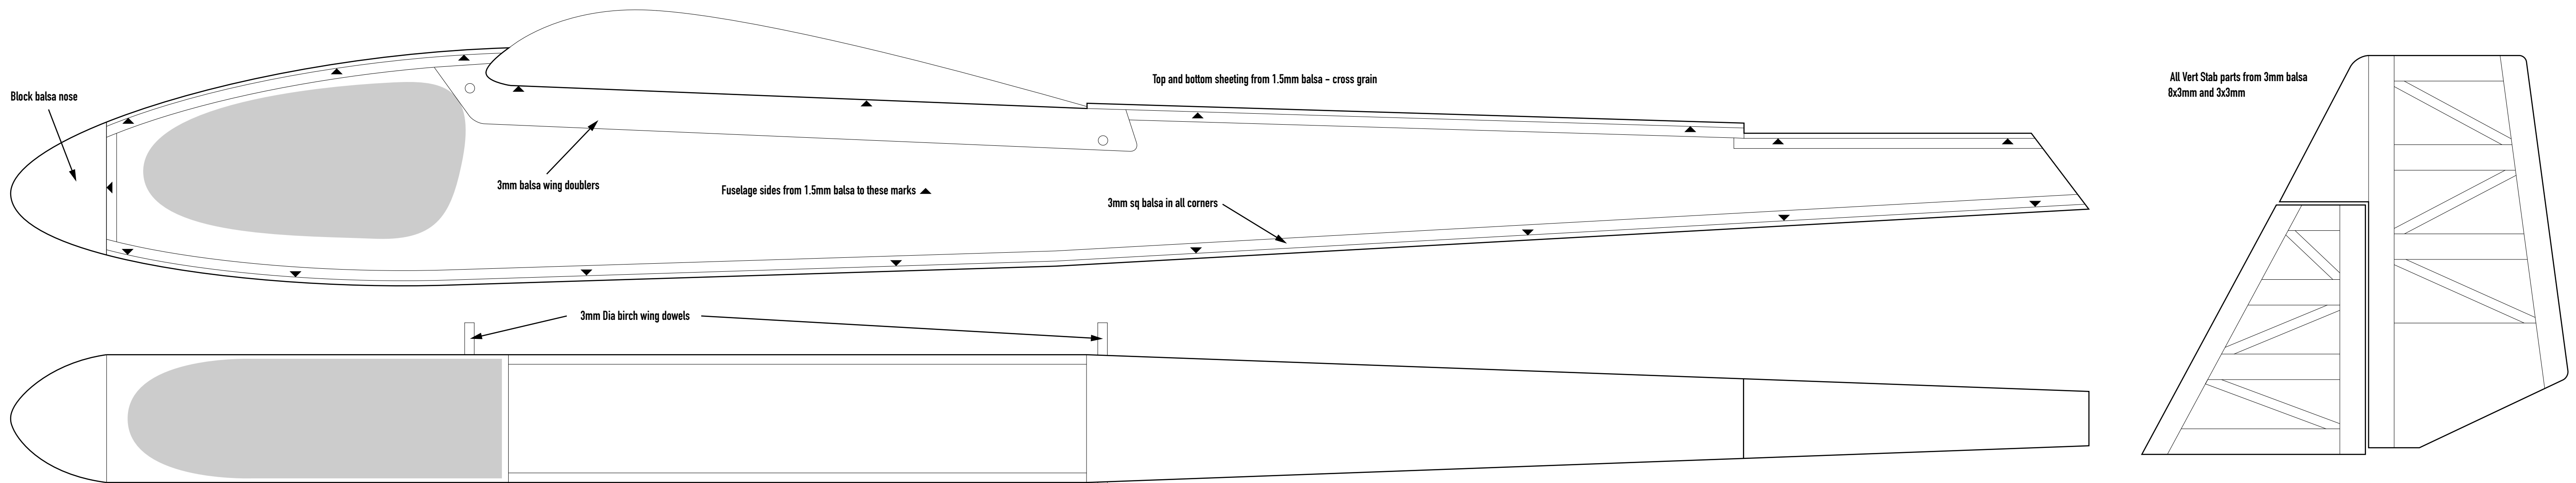 Block balsa nose
Top and bottom sheeting from 1.5mm balsa - cross grain
All Vert Stab parts from 3mm balsa
8x3mm and 3x3mm
3mm balsa wing doublers
Fuselage sides from 1.5mm balsa to these marks
3mm sq balsa in all corners
3mm Dia birch wing dowels